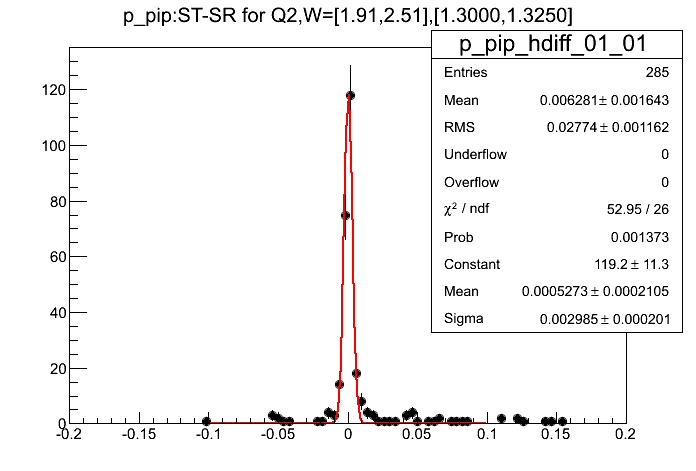 p_pip:ST-SR for Q2,W=[1.91,2.51],[1.3000,1.3250]
p_pip_hdiff_01_01
Entries 285
Mean 0.006281± 0.001643
RMS 0.02774 ± 0.001162
Underflow 0
Overflow 0
χ² / ndf 52.95 / 26
Prob 0.001373
Constant 119.2 ± 11.3
Mean 0.0005273 ± 0.0002105
Sigma 0.002985 ± 0.000201
120
100
80
60
40
20
0
-0.2 -0.15 -0.1 -0.05 0 0.05 0.1 0.15 0.2